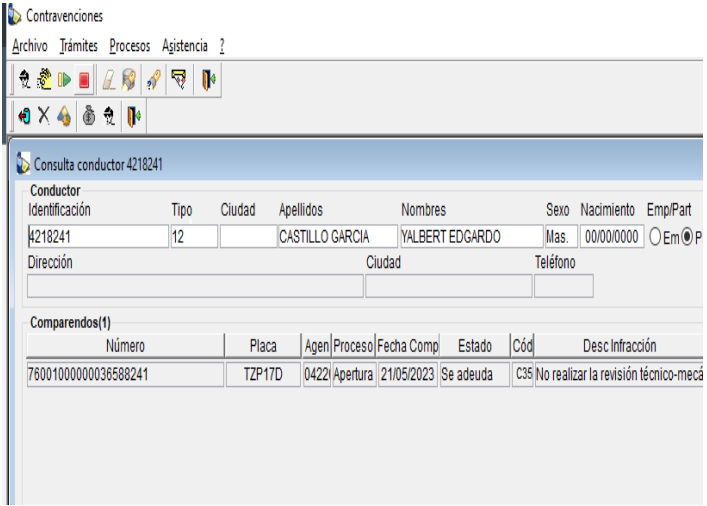 Contravenciones
Archivo Trámites Procesos Asistencia ?
Consulta conductor 4218241
Conductor
Identificación Tipo Ciudad Apellidos Nombres Sexo Nacimiento Emp/Part
4218241 12 CASTILLO GARCIA YALBERT EDGARDO Mas. 00/00/0000 Em P
Dirección Ciudad Teléfono
Comparendos(1)
Número Placa Agen Proceso Fecha Comp Estado Cód Desc Infracción
76001000000036588241 TZP17D 0422 Apertura 21/05/2023 Se adeuda C35 No realizar la revisión técnico-mecá